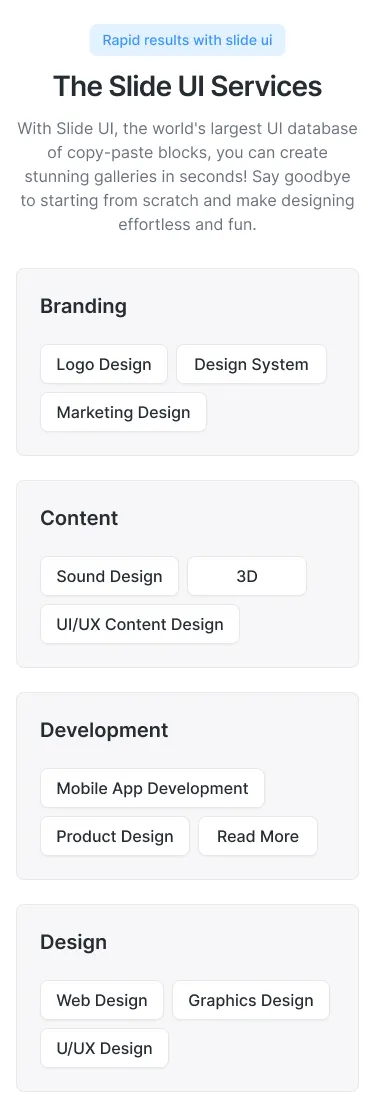 Rapid results with slide ui
The Slide UI Services
With Slide UI, the world's largest UI database
of copy-paste blocks, you can create
stunning galleries in seconds! Say goodbye
to starting from scratch and make designing
effortless and fun.
Branding
Logo Design
Design System
Marketing Design
Content
Sound Design
3D
UI/UX Content Design
Development
Mobile App Development
Product Design
Read More
Design
Web Design
Graphics Design
U/UX Design